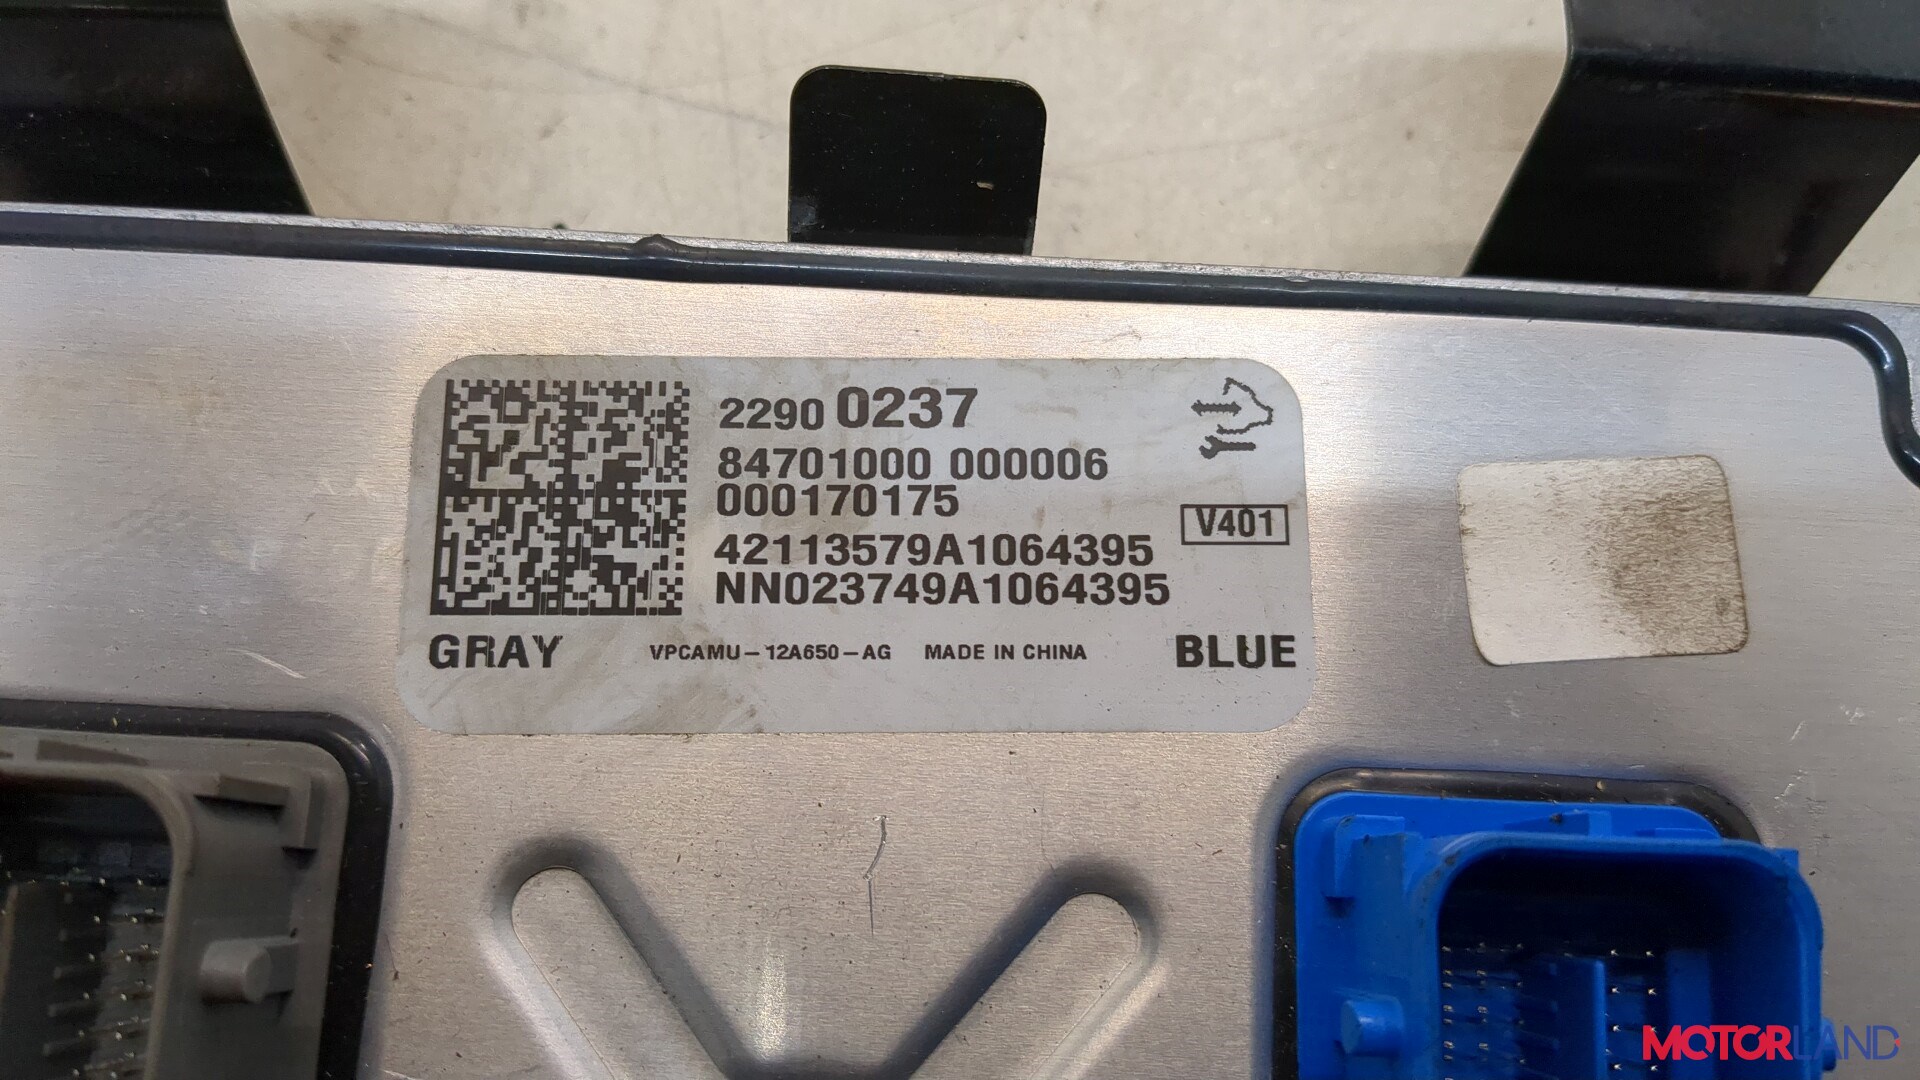 2290 0237
84701000 000006
000170175
V401
42113579A1064395
NN023749A1064395
GRAY VPCAMU-12A650-AG MADE IN CHINA BLUE
MOTORLAND